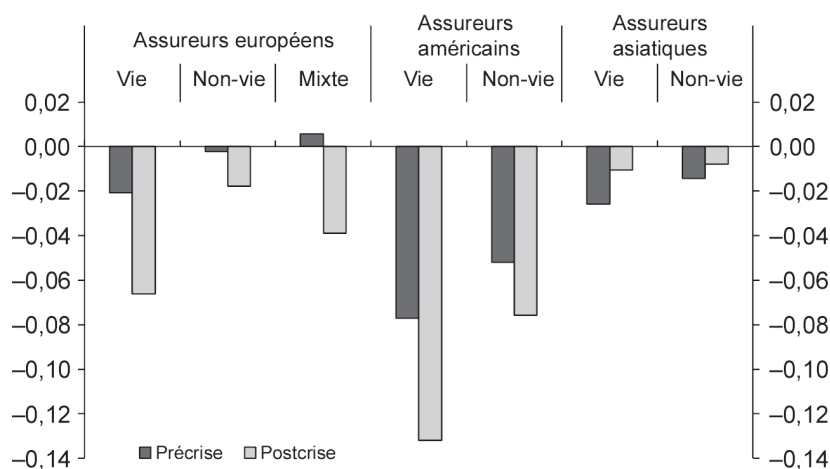 Assureurs européens
Assureurs
américains
Assureurs
asiatiques
Vie Non-vie Mixte Vie Non-vie Vie Non-vie
0,02 0,02
0,00 0,00
–0,02 –0,02
–0,04 –0,04
–0,06 –0,06
–0,08 –0,08
–0,10 –0,10
–0,12 –0,12
–0,14 –0,14
Précrise Postcrise